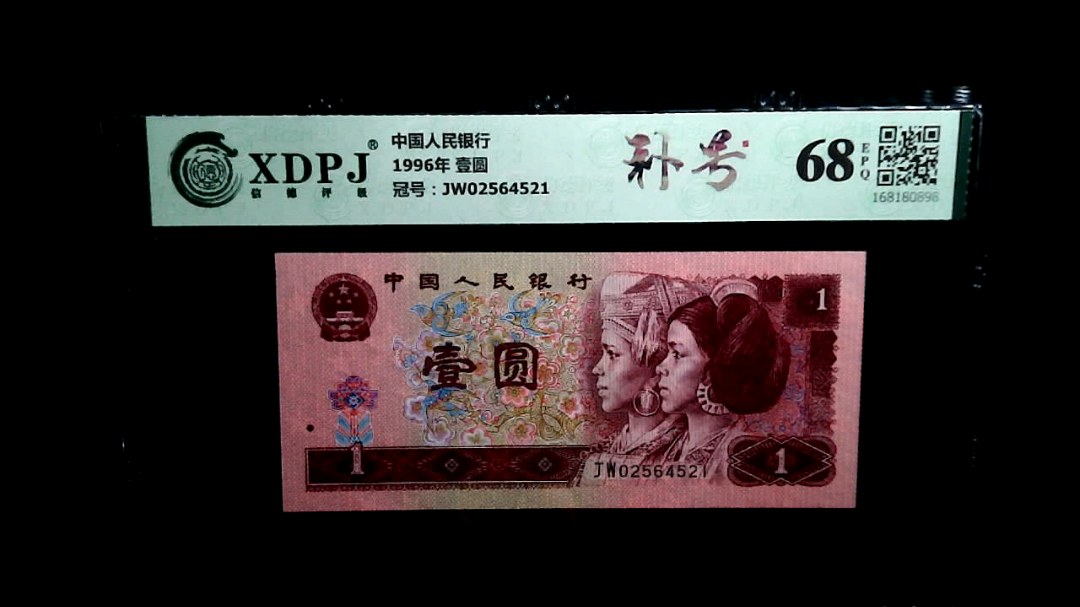 XDPJ®
信德评级
中国人民银行
1996年 壹圆
冠号：JW02564521
补号
68
EPQ
168180898
中国人民银行
1
壹圆
1
JW02564521
1